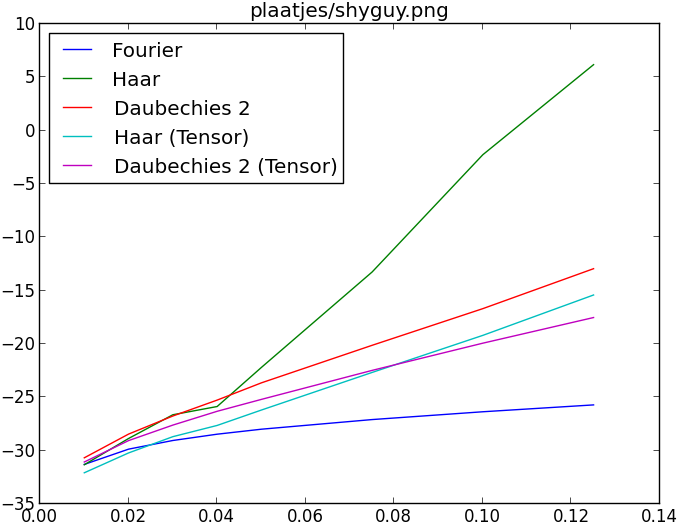 plaatjes/shyguy.png
10
5
0
−5
−10
−15
−20
−25
−30
−35
Fourier
Haar
Daubechies 2
Haar (Tensor)
Daubechies 2 (Tensor)
0.00 0.02 0.04 0.06 0.08 0.10 0.12 0.14